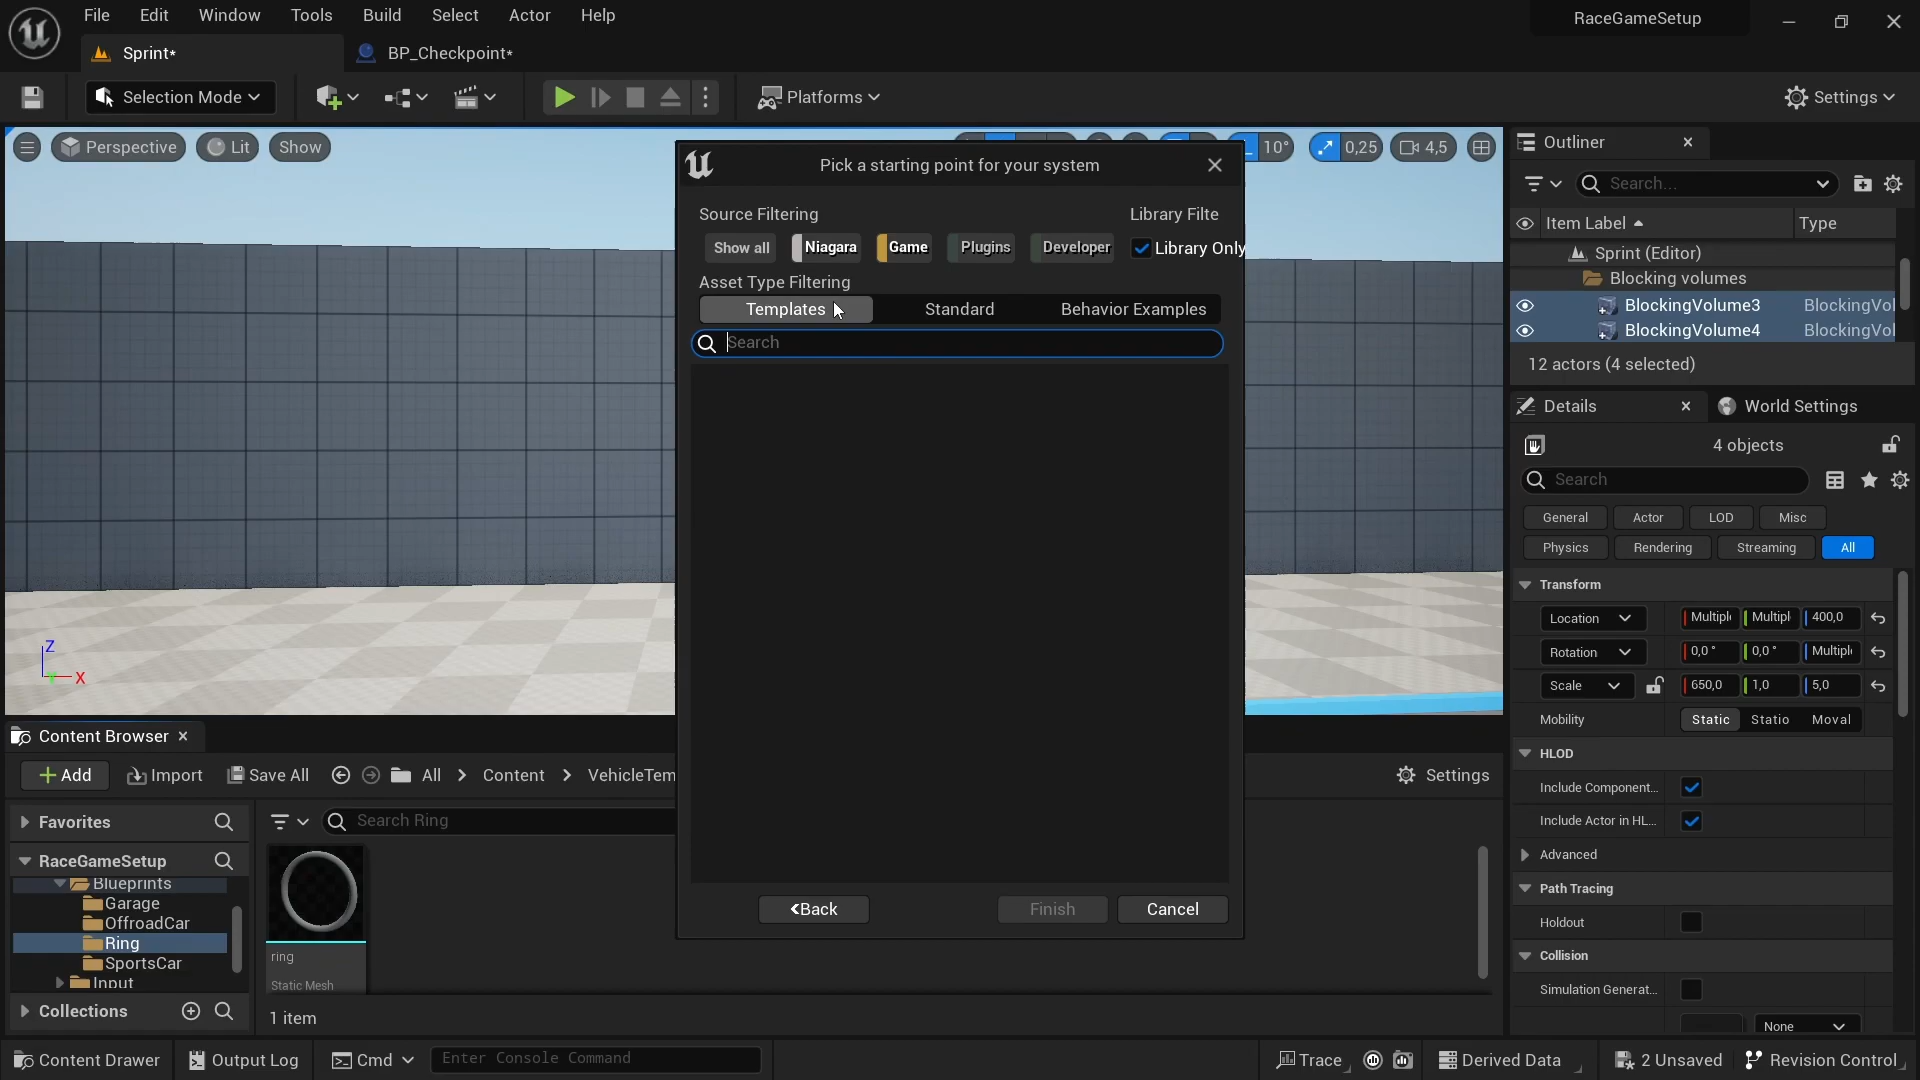 File Edit Window Tools Build Select Actor Help
RaceGameSetup
Sprint*
BP_Checkpoint*
Selection Mode
Platforms
Settings
Perspective
Lit
Show
10°
0,25
4,5
Pick a starting point for your system
Source Filtering
Library Filte
Show all
Niagara
Game
Plugins
Developer
Library Only
Asset Type Filtering
Templates
Standard
Behavior Examples
Search
<Back
Finish
Cancel
Z
Y
X
Outliner
Search...
Item Label
Type
Sprint (Editor)
Blocking volumes
BlockingVolume3 BlockingVol
BlockingVolume4 BlockingVol
12 actors (4 selected)
Details
World Settings
4 objects
Search
General
Actor
LOD
Misc
Physics
Rendering
Streaming
All
Transform
Location Multiple Multipl 400,0
Rotation 0,0 ° 0,0 ° Multiple
Scale 650,0 1,0 5,0
Mobility Static Statio Moval
HLOD
Include Component...
Include Actor in HL...
Advanced
Path Tracing
Holdout
Collision
Simulation Generat...
None
Content Browser
Add
Import
Save All
All
Content
VehicleTem
Settings
Favorites
Search Ring
RaceGameSetup
Blueprints
Garage
OffroadCar
Ring
SportsCar
Input
Collections
ring
Static Mesh
1 item
Content Drawer
Output Log
Cmd
Enter Console Command
Trace
Derived Data
2 Unsaved
Revision Control